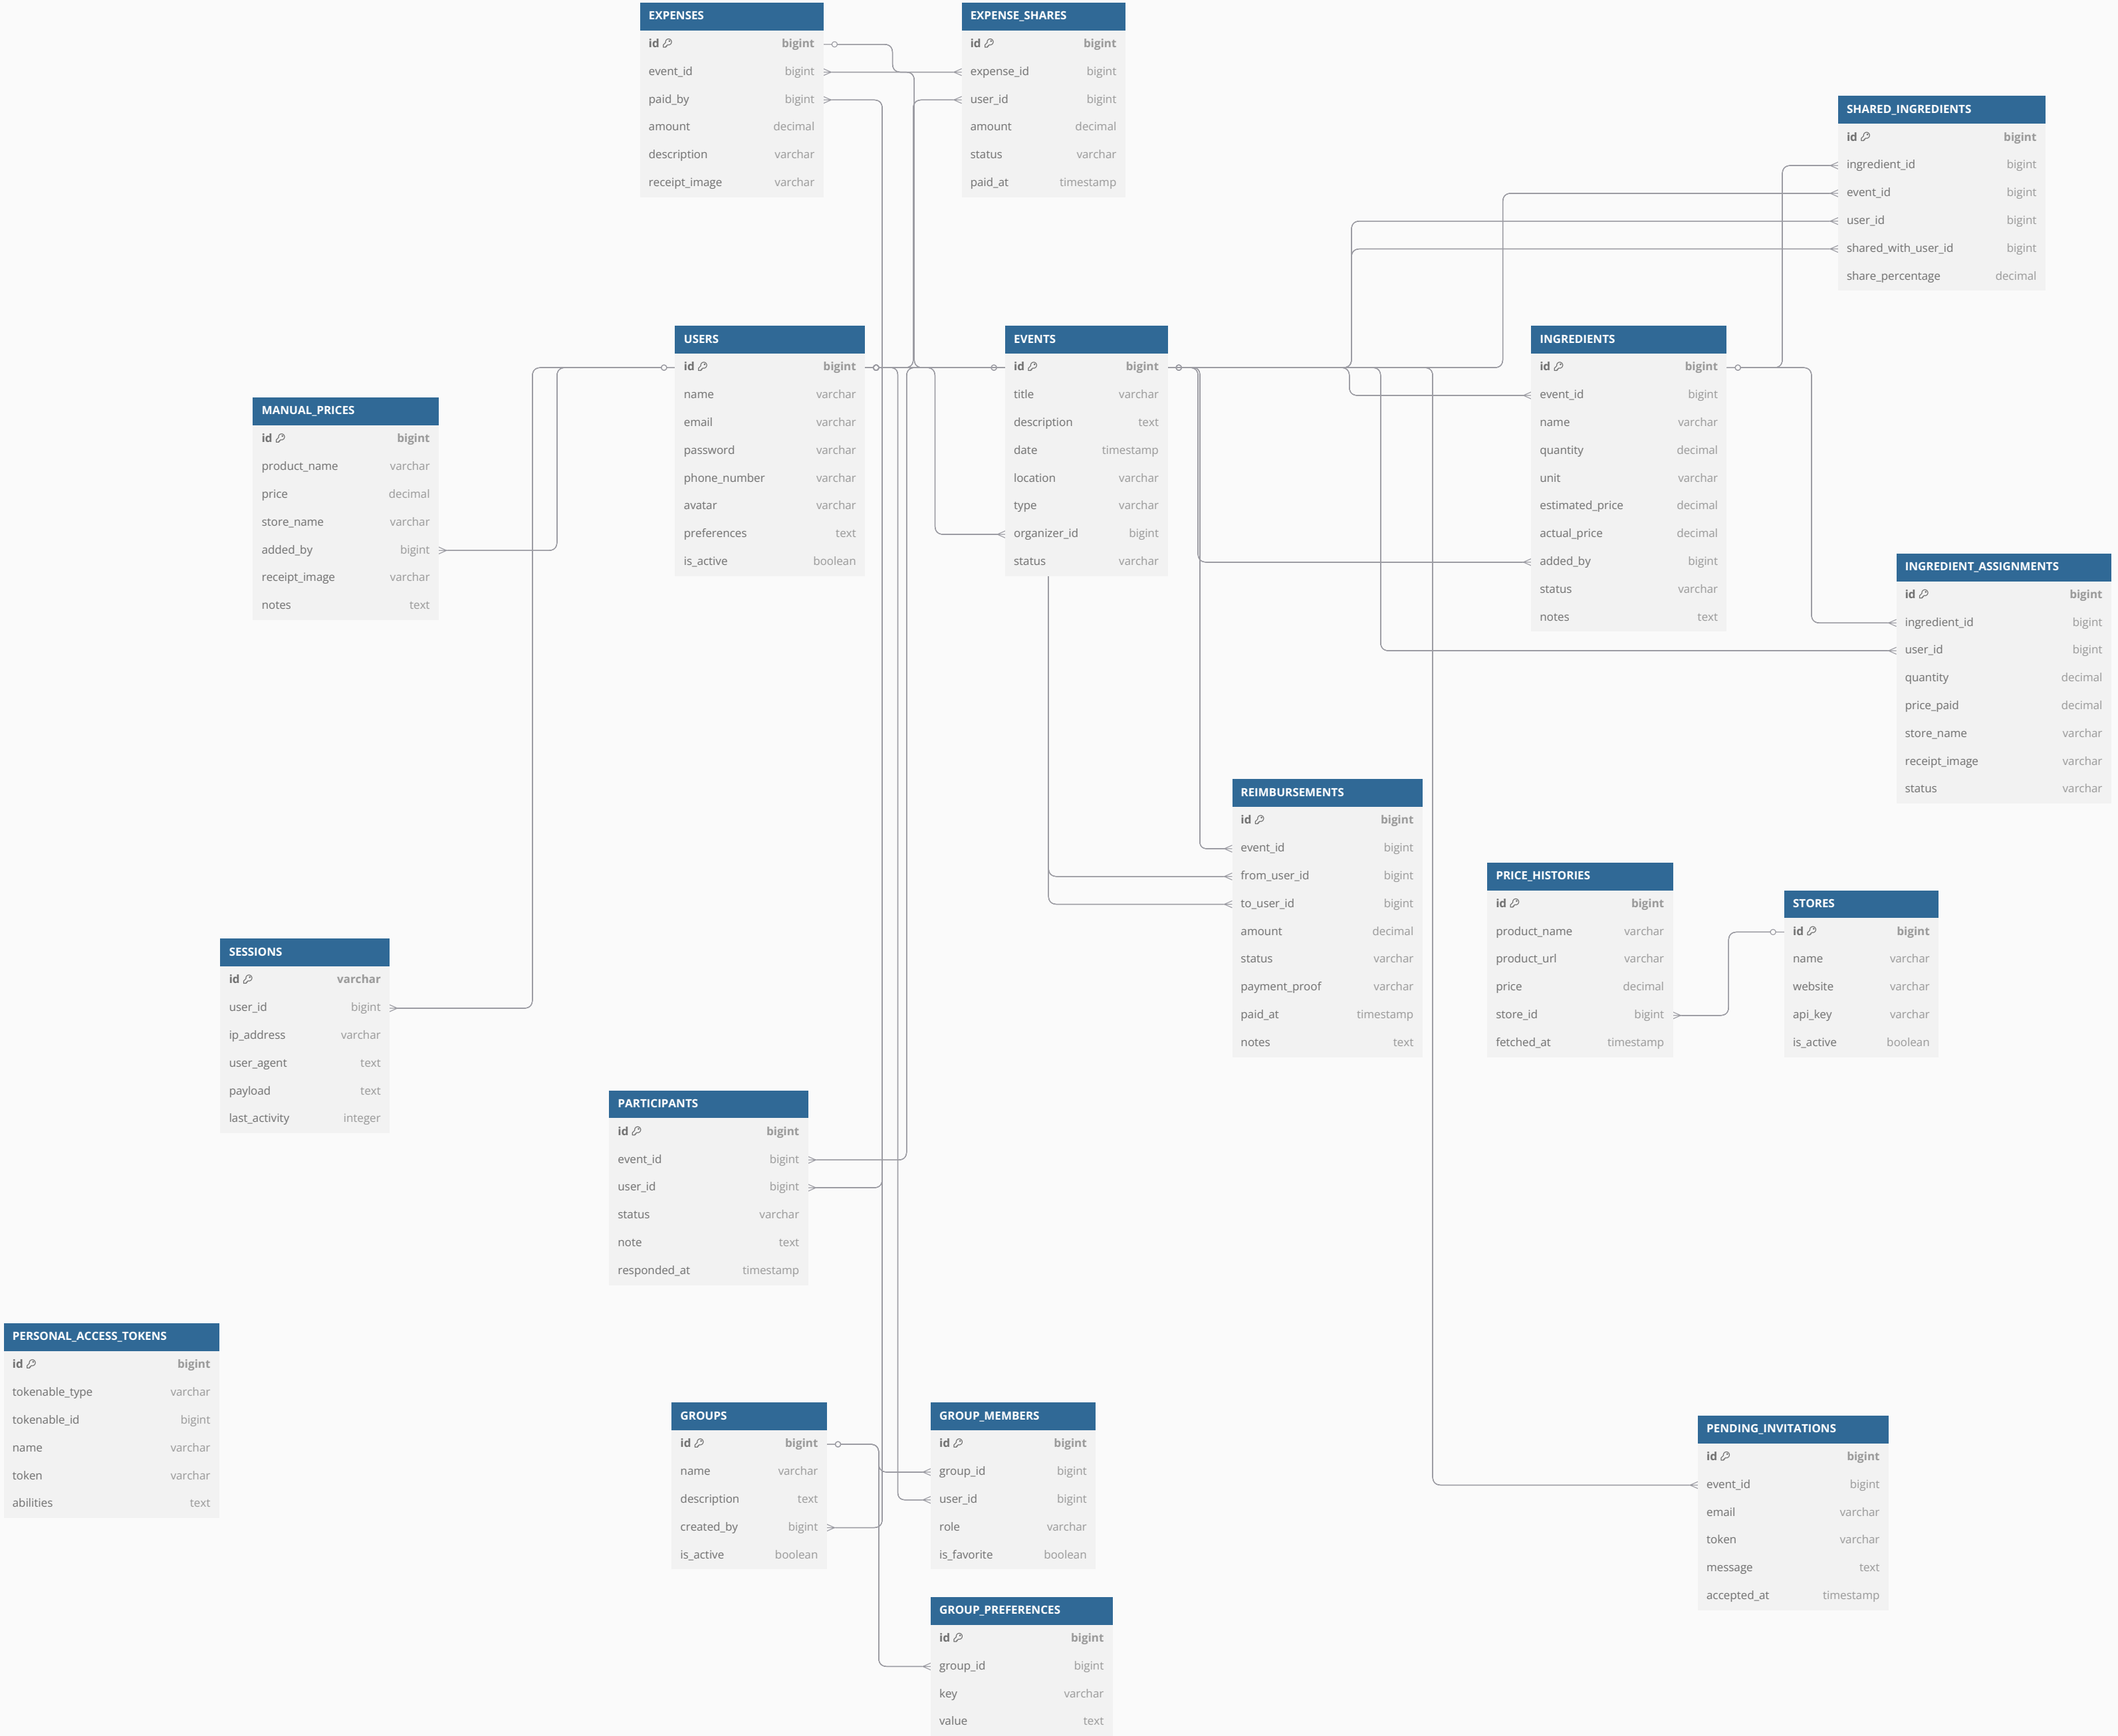 EXPENSES
id bigint
event_id bigint
paid_by bigint
amount decimal
description varchar
receipt_image varchar
EXPENSE_SHARES
id bigint
expense_id bigint
user_id bigint
amount decimal
status varchar
paid_at timestamp
SHARED_INGREDIENTS
id bigint
ingredient_id bigint
event_id bigint
user_id bigint
shared_with_user_id bigint
share_percentage decimal
USERS
id bigint
name varchar
email varchar
password varchar
phone_number varchar
avatar varchar
preferences text
is_active boolean
EVENTS
id bigint
title varchar
description text
date timestamp
location varchar
type varchar
organizer_id bigint
status varchar
INGREDIENTS
id bigint
event_id bigint
name varchar
quantity decimal
unit varchar
estimated_price decimal
actual_price decimal
added_by bigint
status varchar
notes text
MANUAL_PRICES
id bigint
product_name varchar
price decimal
store_name varchar
added_by bigint
receipt_image varchar
notes text
INGREDIENT_ASSIGNMENTS
id bigint
ingredient_id bigint
user_id bigint
quantity decimal
price_paid decimal
store_name varchar
receipt_image varchar
status varchar
REIMBURSEMENTS
id bigint
event_id bigint
from_user_id bigint
to_user_id bigint
amount decimal
status varchar
payment_proof varchar
paid_at timestamp
notes text
PRICE_HISTORIES
id bigint
product_name varchar
product_url varchar
price decimal
store_id bigint
fetched_at timestamp
STORES
id bigint
name varchar
website varchar
api_key varchar
is_active boolean
SESSIONS
id varchar
user_id bigint
ip_address varchar
user_agent text
payload text
last_activity integer
PARTICIPANTS
id bigint
event_id bigint
user_id bigint
status varchar
note text
responded_at timestamp
PERSONAL_ACCESS_TOKENS
id bigint
tokenable_type varchar
tokenable_id bigint
name varchar
token varchar
abilities text
GROUPS
id bigint
name varchar
description text
created_by bigint
is_active boolean
GROUP_MEMBERS
id bigint
group_id bigint
user_id bigint
role varchar
is_favorite boolean
PENDING_INVITATIONS
id bigint
event_id bigint
email varchar
token varchar
message text
accepted_at timestamp
GROUP_PREFERENCES
id bigint
group_id bigint
key varchar
value text